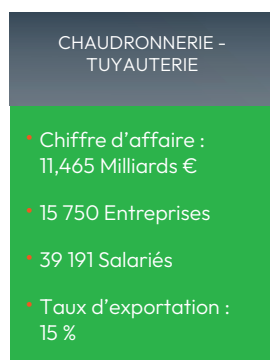 CHAUDRONNERIE -
TUYAUTERIE
• Chiffre d’affaire :
11,465 Milliards €
• 15 750 Entreprises
• 39 191 Salariés
• Taux d’exportation :
15 %